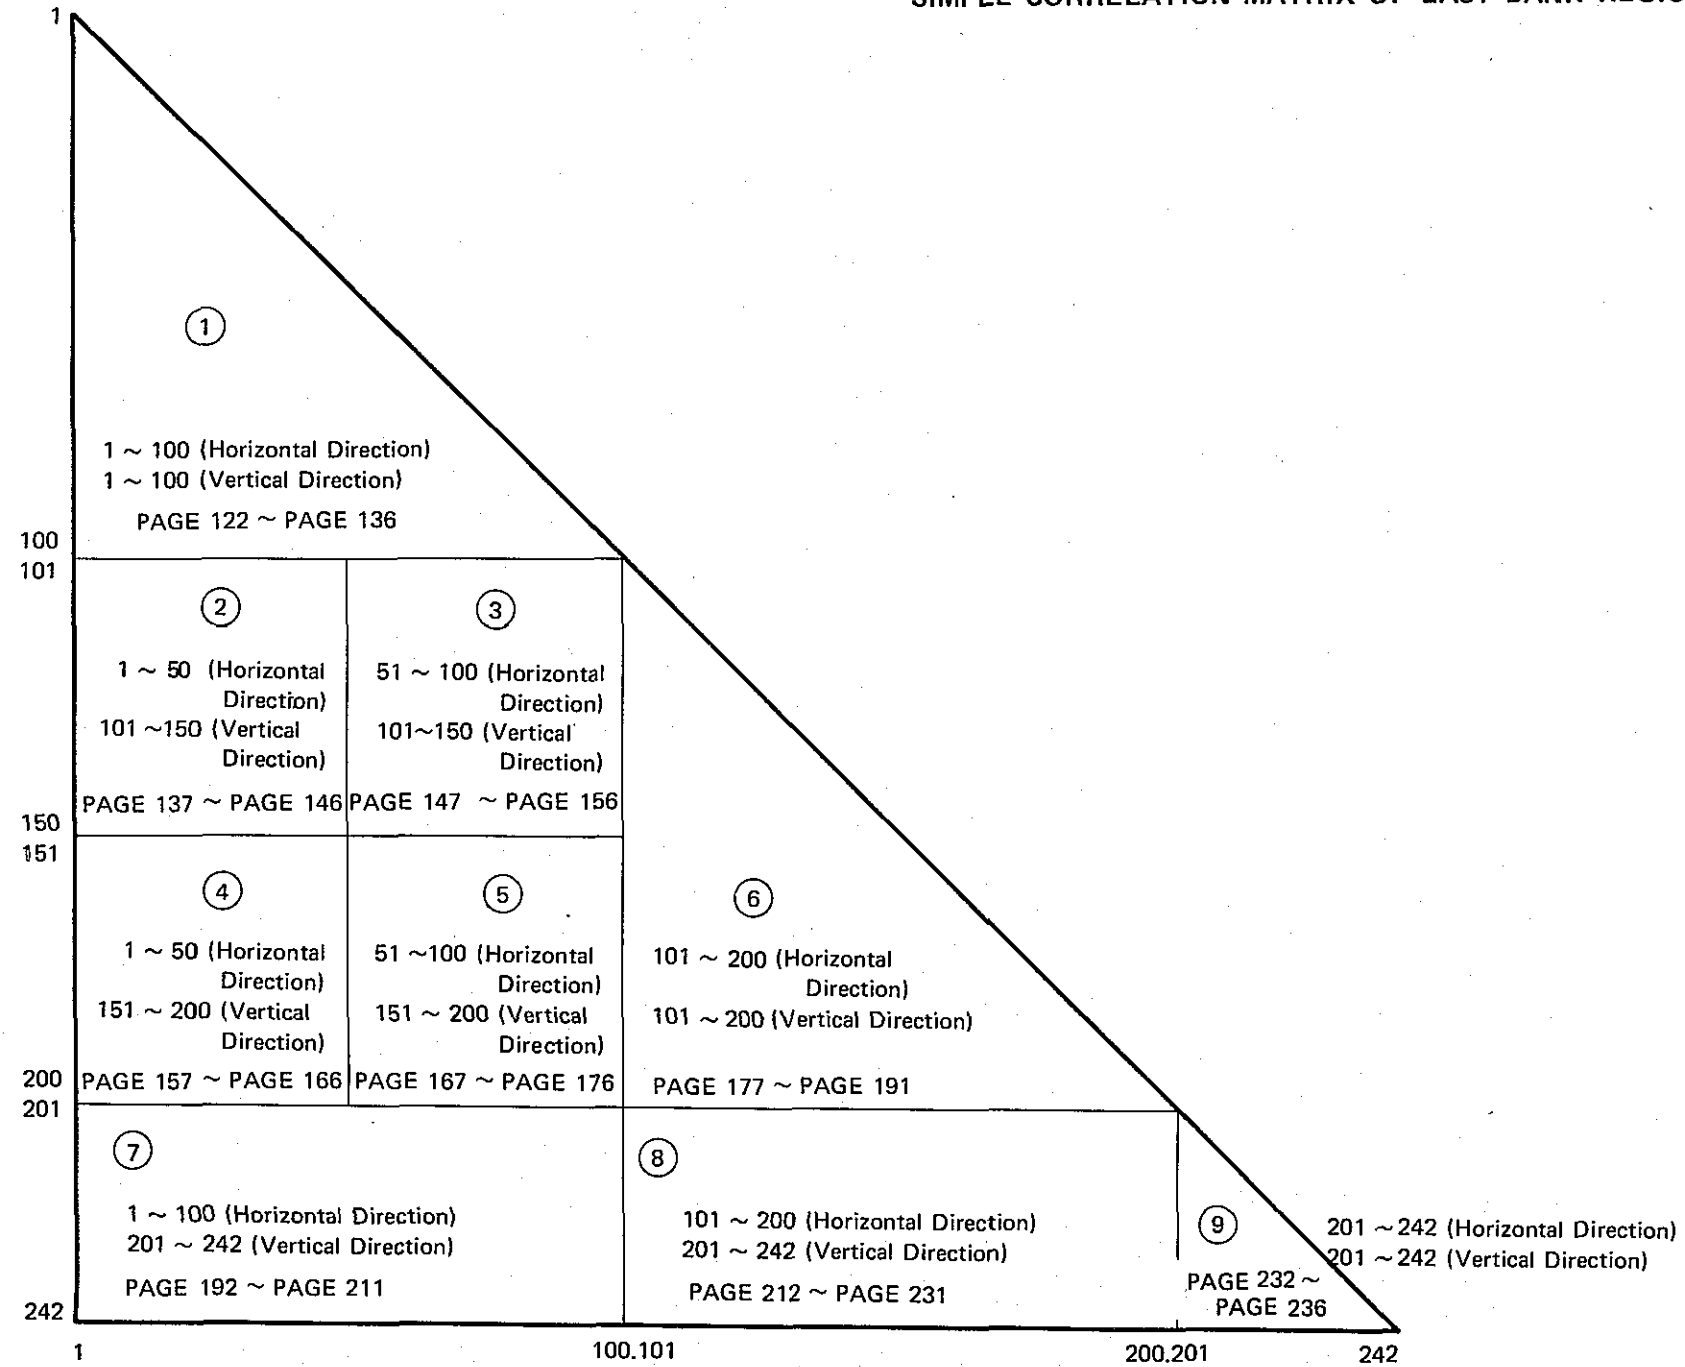 SIMPLE CORRELATION MATRIX OF EAST BANK
1
1
1 ~ 100 (Horizontal Direction)
1 ~ 100 (Vertical Direction)
PAGE 122 ~ PAGE 136
100
101
2
1 ~ 50 (Horizontal
Direction)
101 ~150 (Vertical
Direction)
PAGE 137 ~ PAGE 146
3
51 ~ 100 (Horizontal
Direction)
101~150 (Vertical
Direction)
PAGE 147 ~ PAGE 156
150
151
4
1 ~ 50 (Horizontal
Direction)
151 ~ 200 (Vertical
Direction)
PAGE 157 ~ PAGE 166
5
51 ~100 (Horizontal
Direction)
151 ~ 200 (Vertical
Direction)
PAGE 167 ~ PAGE 176
6
101 ~ 200 (Horizontal
Direction)
101 ~ 200 (Vertical Direction)
PAGE 177 ~ PAGE 191
200
201
7
1 ~ 100 (Horizontal Direction)
201 ~ 242 (Vertical Direction)
PAGE 192 ~ PAGE 211
8
101 ~ 200 (Horizontal Direction)
201 ~ 242 (Vertical Direction)
PAGE 212 ~ PAGE 231
9
201 ~242 (Horizontal Direction)
201 ~242 (Vertical Direction)
PAGE 232 ~
PAGE 236
242
1
100.101
200.201
242